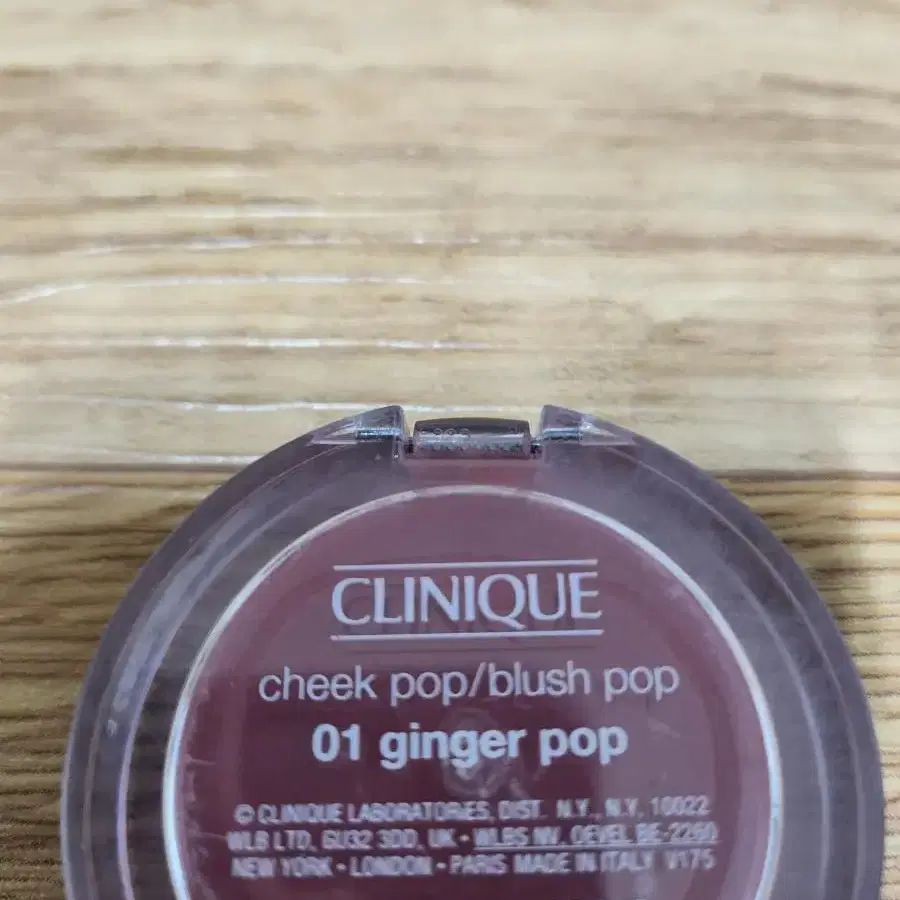 CLINIQUE
cheek pop/blush pop
01 ginger pop
© CLINIQUE LABORATORIES, DIST. N.Y., N.Y. 10022
WLB LTD, GU32 3DD, UK • WLBS NV, OEVEL BE-2260
NEW YORK • LONDON • PARIS MADE IN ITALY V175